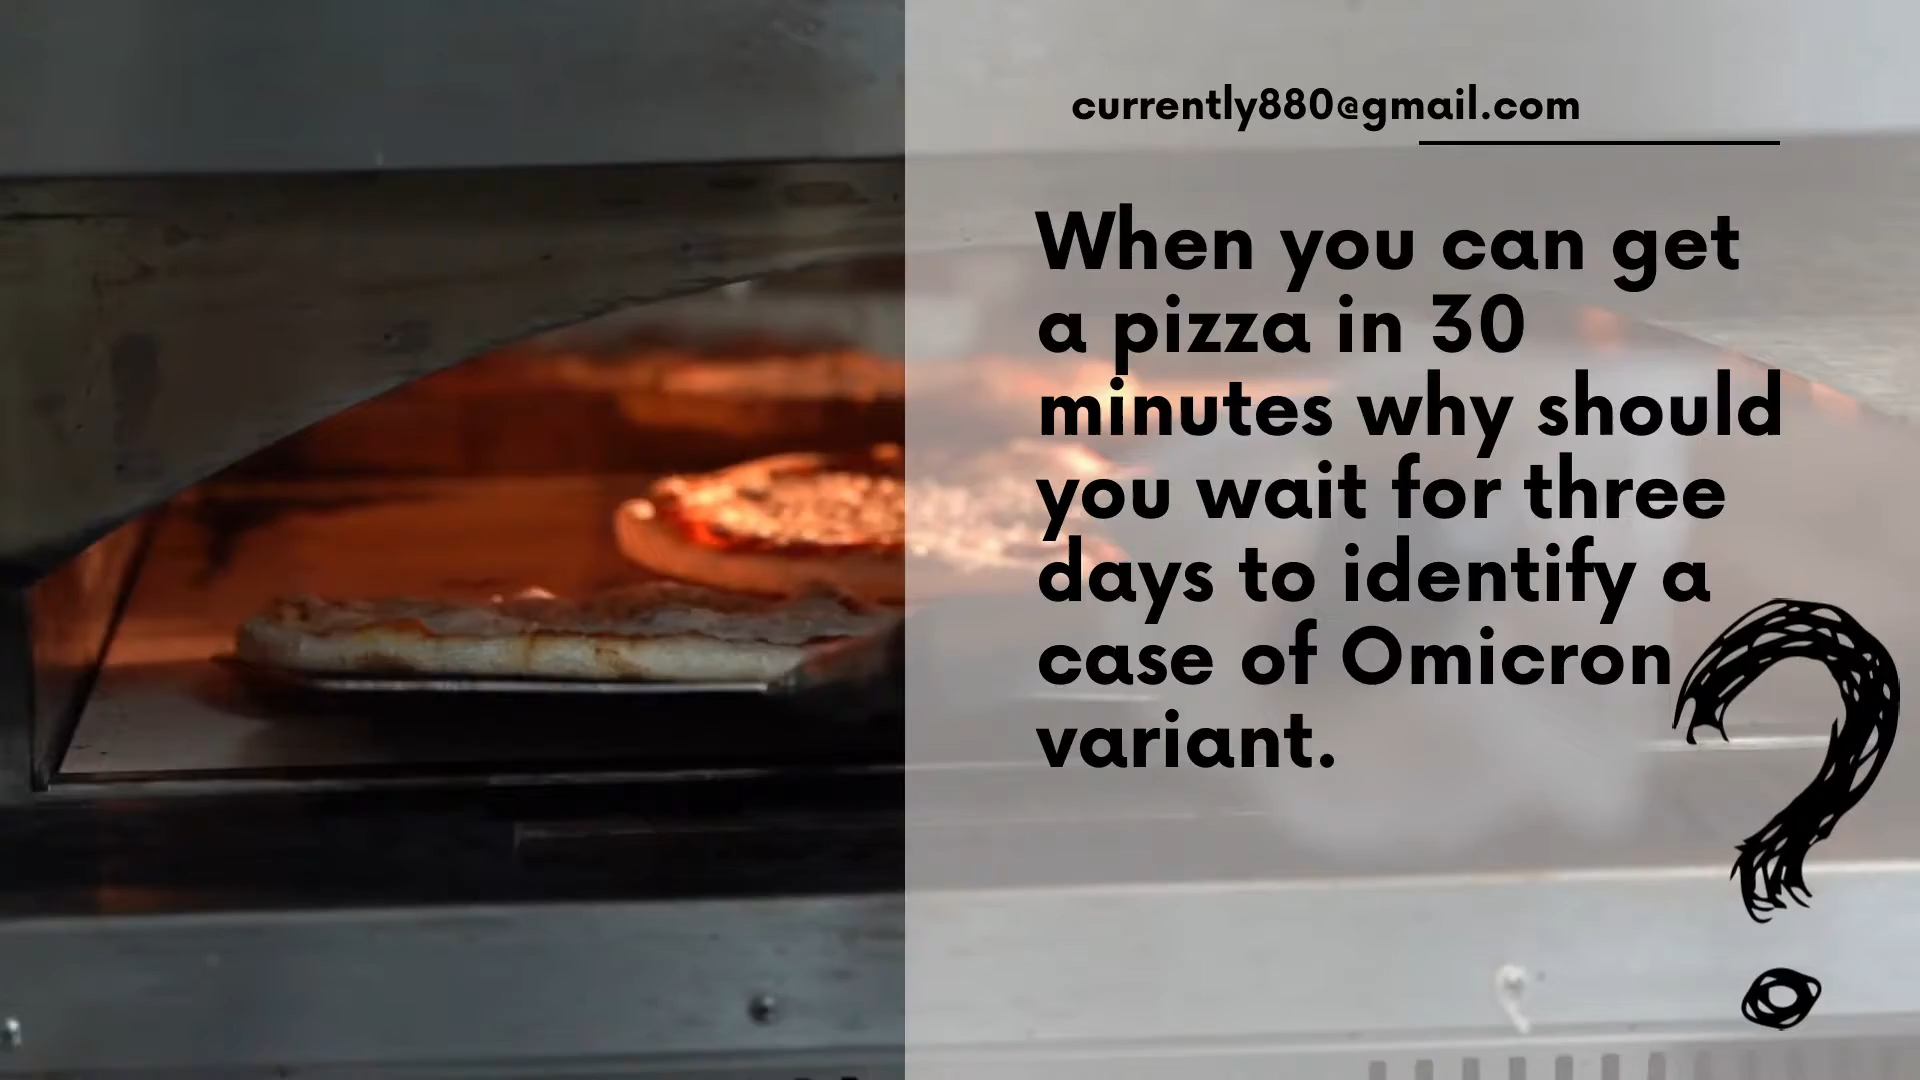 currently880@gmail.com
When you can get
a pizza in 30
minutes why should
you wait for three
days to identify a
case of Omicron
variant.
?